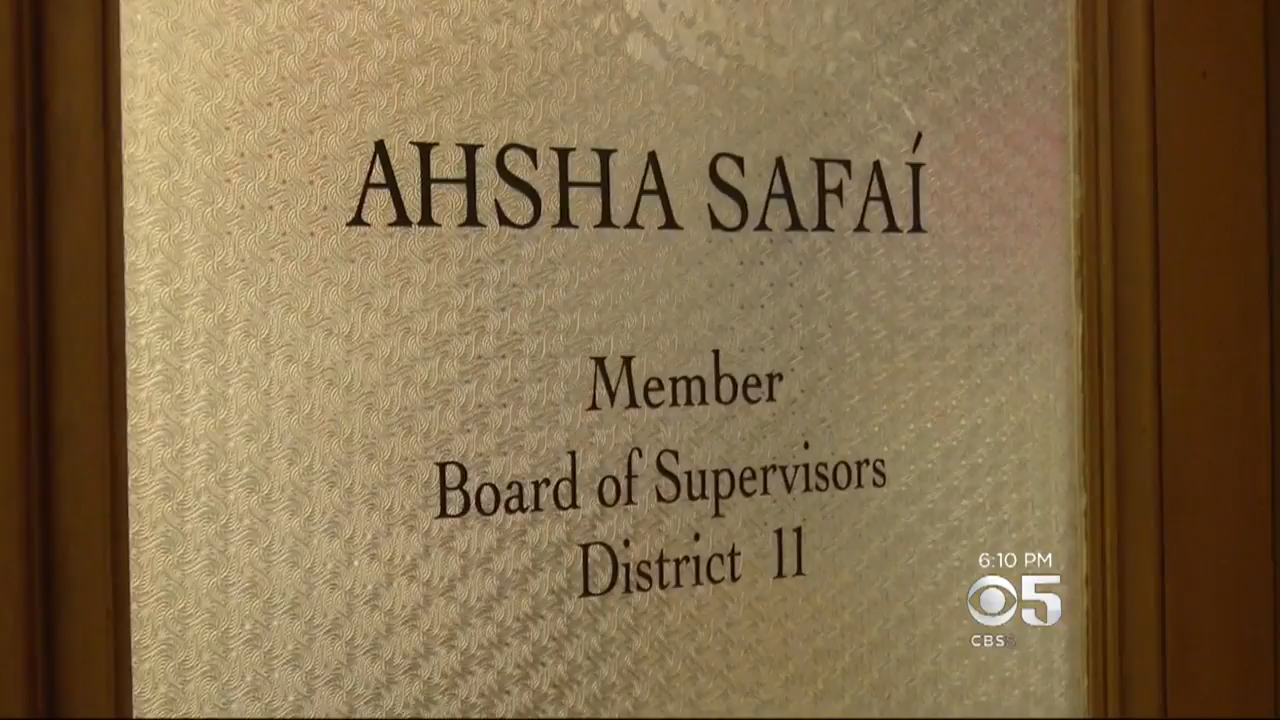 AHSHA SAFAÍ
Member
Board of Supervisors
District 11
6:10 PM
5
CBS